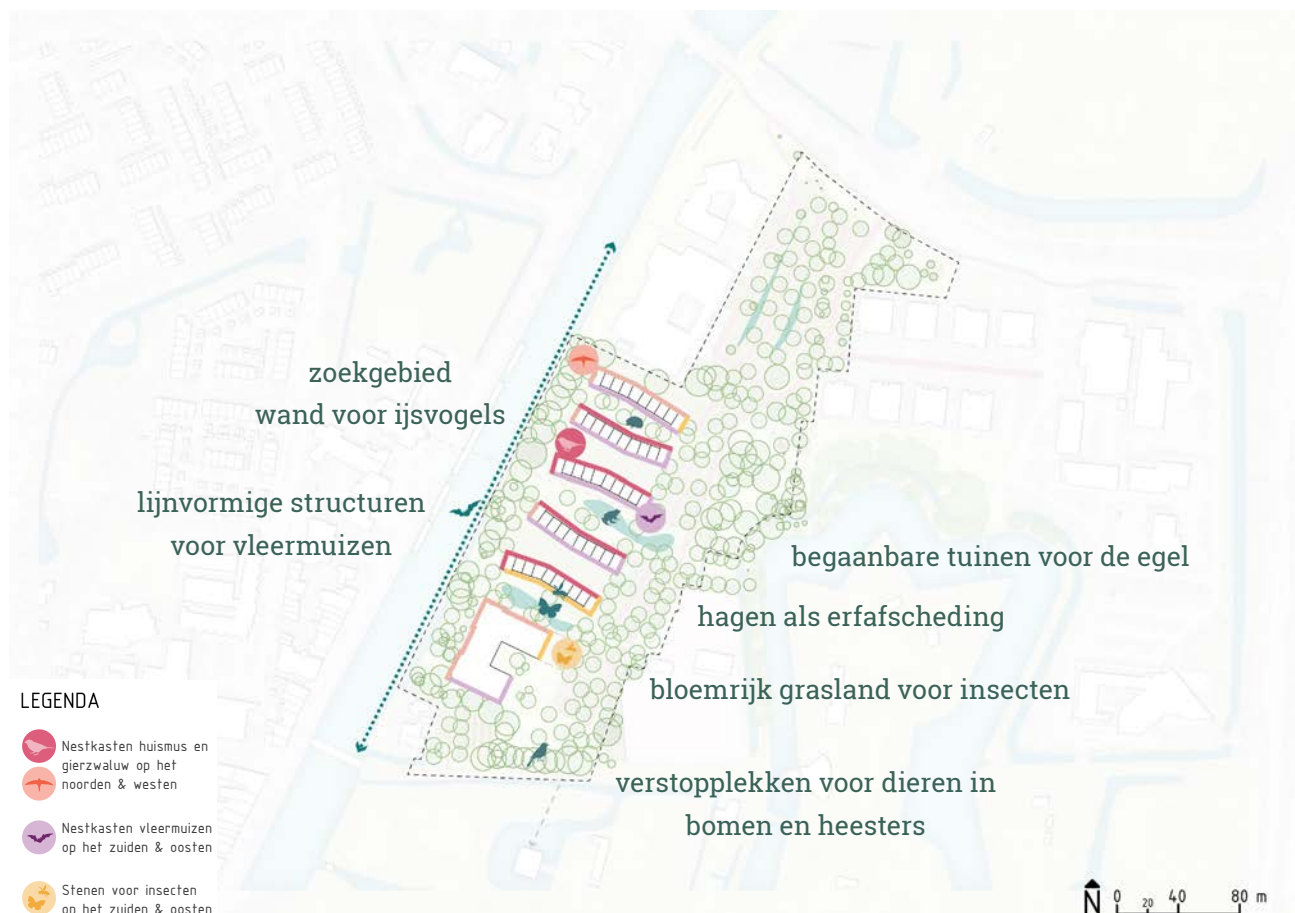 zoekgebied
wand voor ijsvogels
lijnvormige structuren
voor vleermuizen
begaanbare tuinen voor de egel
hagen als erfafscheding
bloemrijk grasland voor insecten
verstopplekken voor dieren in
bomen en heesters
LEGENDA
Nestkasten huismus en
gierzwaluw op het
noorden & westen
Nestkasten vleermuizen
op het zuiden & oosten
Stenen voor insecten
op het zuiden & oosten
N 0 20 40 80 m